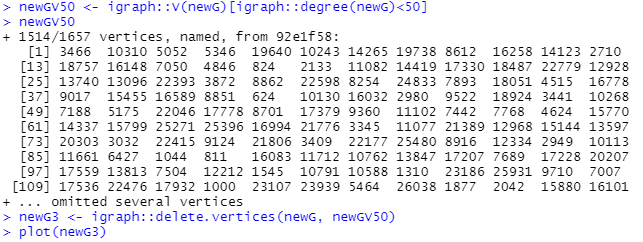 > newGV50 <- igraph::V(newG)[igraph::degree(newG)<50]
> newGV50
+ 1514/1657 vertices, named, from 92e1f58:
[1] 3466 10310 5052 5346 19640 10243 14265 19738 8612 16258 14123 2710
[13] 18757 16148 7050 4846 824 2133 11082 14419 17330 18487 22779 12928
[25] 13740 13096 22393 3872 8862 22598 8254 24833 7893 18051 4515 16778
[37] 9017 15455 16589 8851 624 10130 16032 2980 9522 18924 3441 10268
[49] 7188 5175 22046 17778 8701 17379 9360 11102 7442 7768 4624 15770
[61] 14337 15799 25271 25396 16994 21776 3345 11077 21389 12968 15144 13597
[73] 20303 3032 22415 9124 21806 3409 22177 25480 8916 12334 2949 10113
[85] 11661 6427 1044 811 16083 11712 10762 13847 17207 7689 17228 20207
[97] 17559 13813 7504 12212 1545 10791 10588 1310 23186 25931 9710 7007
[109] 17536 22476 17932 1000 23107 23939 5464 26038 1877 2042 15880 16101
+ ... omitted several vertices
> newG3 <- igraph::delete.vertices(newG, newGV50)
> plot(newG3)